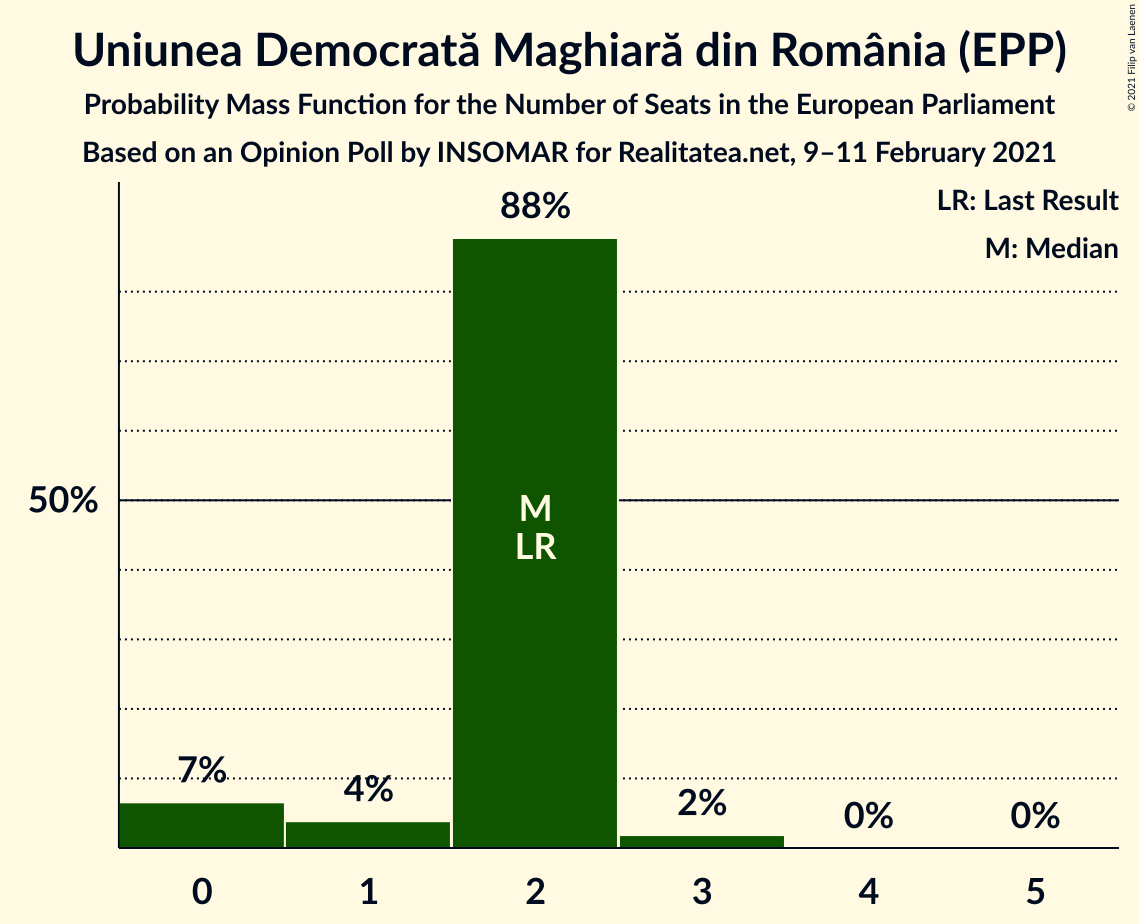 Uniunea Democrată Maghiară din România (EPP)
Probability Mass Function for the Number of Seats in the European Parliament
Based on an Opinion Poll by INSOMAR for Realitatea.net, 9–11 February 2021
© 2021 Filip van Laenen
LR: Last Result
M: Median
88%
50%
M
LR
7%
4%
2%
0%
0%
0
1
2
3
4
5